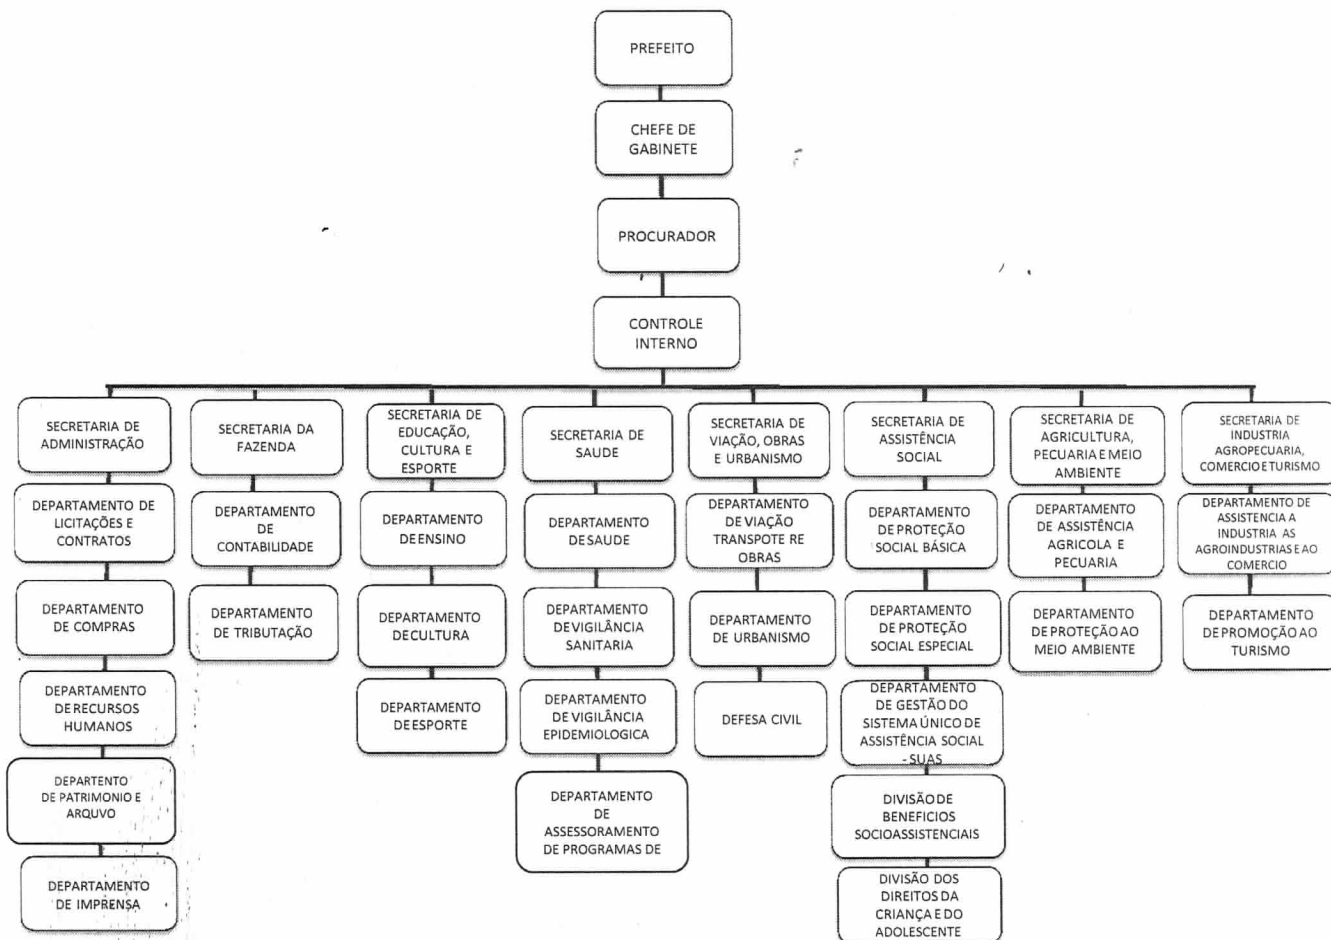 PREFEITO
CHEFE DE
GABINETE
PROCURADOR
CONTROLE
INTERNO
SECRETARIA DE
ADMINISTRAÇÃO
DEPARTAMENTO DE
LICITAÇÕES E
CONTRATOS
DEPARTAMENTO
DE COMPRAS
DEPARTAMENTO
DE RECURSOS
HUMANOS
DEPARTENTO
DE PATRIMONIO E
ARQUVO
DEPARTAMENTO
DE IMPRENSA
SECRETARIA DA
FAZENDA
DEPARTAMENTO
DE
CONTABILIDADE
DEPARTAMENTO
DE TRIBUTAÇÃO
SECRETARIA DE
EDUCAÇÃO,
CULTURA E
ESPORTE
DEPARTAMENTO
DE ENSINO
DEPARTAMENTO
DE CULTURA
DEPARTAMENTO
DE ESPORTE
SECRETARIA DE
SAUDE
DEPARTAMENTO
DE SAUDE
DEPARTAMENTO
DE VIGILÂNCIA
SANITARIA
DEPARTAMENTO
DE VIGILÂNCIA
EPIDEMIOLOGICA
DEPARTAMENTO
DE
ASSESSORAMENTO
DE PROGRAMAS DE
SECRETARIA DE
VIAÇÃO, OBRAS
E URBANISMO
DEPARTAMENTO
DE VIAÇÃO
TRANSPOTE RE
OBRAS
DEPARTAMENTO
DE URBANISMO
DEFESA CIVIL
SECRETARIA DE
ASSISTÊNCIA
SOCIAL
DEPARTAMENTO
DE PROTEÇÃO
SOCIAL BÁSICA
DEPARTAMENTO
DE PROTEÇÃO
SOCIAL ESPECIAL
DEPARTAMENTO
DE GESTÃO DO
SISTEMA ÚNICO DE
ASSISTÊNCIA SOCIAL
- SUAS
DIVISÃO DE
BENEFICIOS
SOCIOASSISTENCIAIS
DIVISÃO DOS
DIREITOS DA
CRIANÇA E DO
ADOLESCENTE
SECRETARIA DE
AGRICULTURA,
PECUARIA E MEIO
AMBIENTE
DEPARTAMENTO
DE ASSISTÊNCIA
AGRICOLA E
PECUARIA
DEPARTAMENTO
DE PROTEÇÃO AO
MEIO AMBIENTE
SECRETARIA DE
INDUSTRIA
AGROPECUARIA,
COMERCIO E TURISMO
DEPARTAMENTO DE
ASSISTENCIA A
INDUSTRIA AS
AGROINDUSTRIAS E AO
COMERCIO
DEPARTAMENTO
DE PROMOÇÃO AO
TURISMO